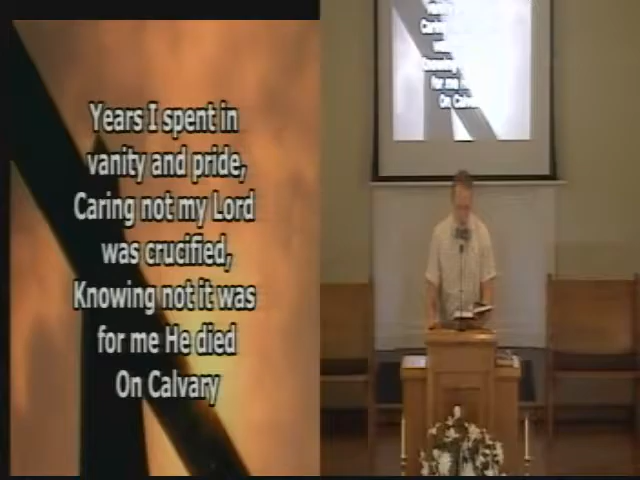 Years I spent in
vanity and pride,
Caring not my Lord
was crucified,
Knowing not it was
for me He died
On Calvary